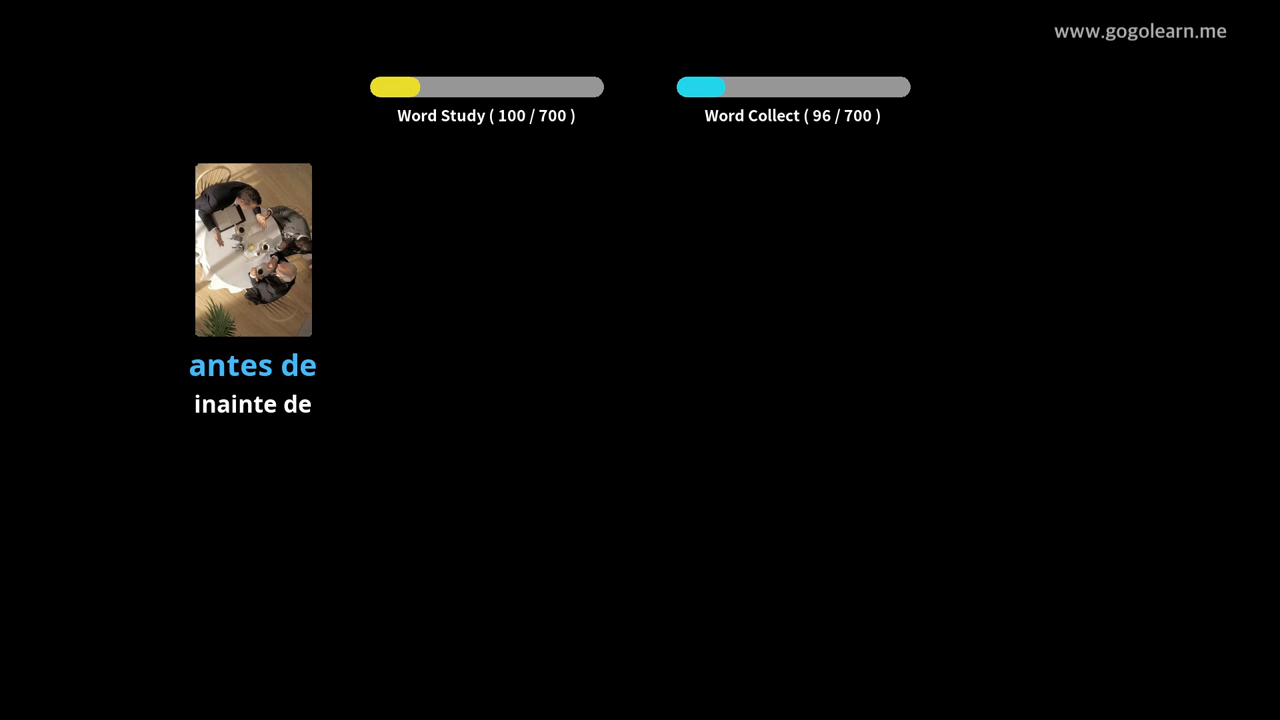 www.gogolearn.me
Word Study ( 100 / 700 )
Word Collect ( 96 / 700 )
antes de
inainte de